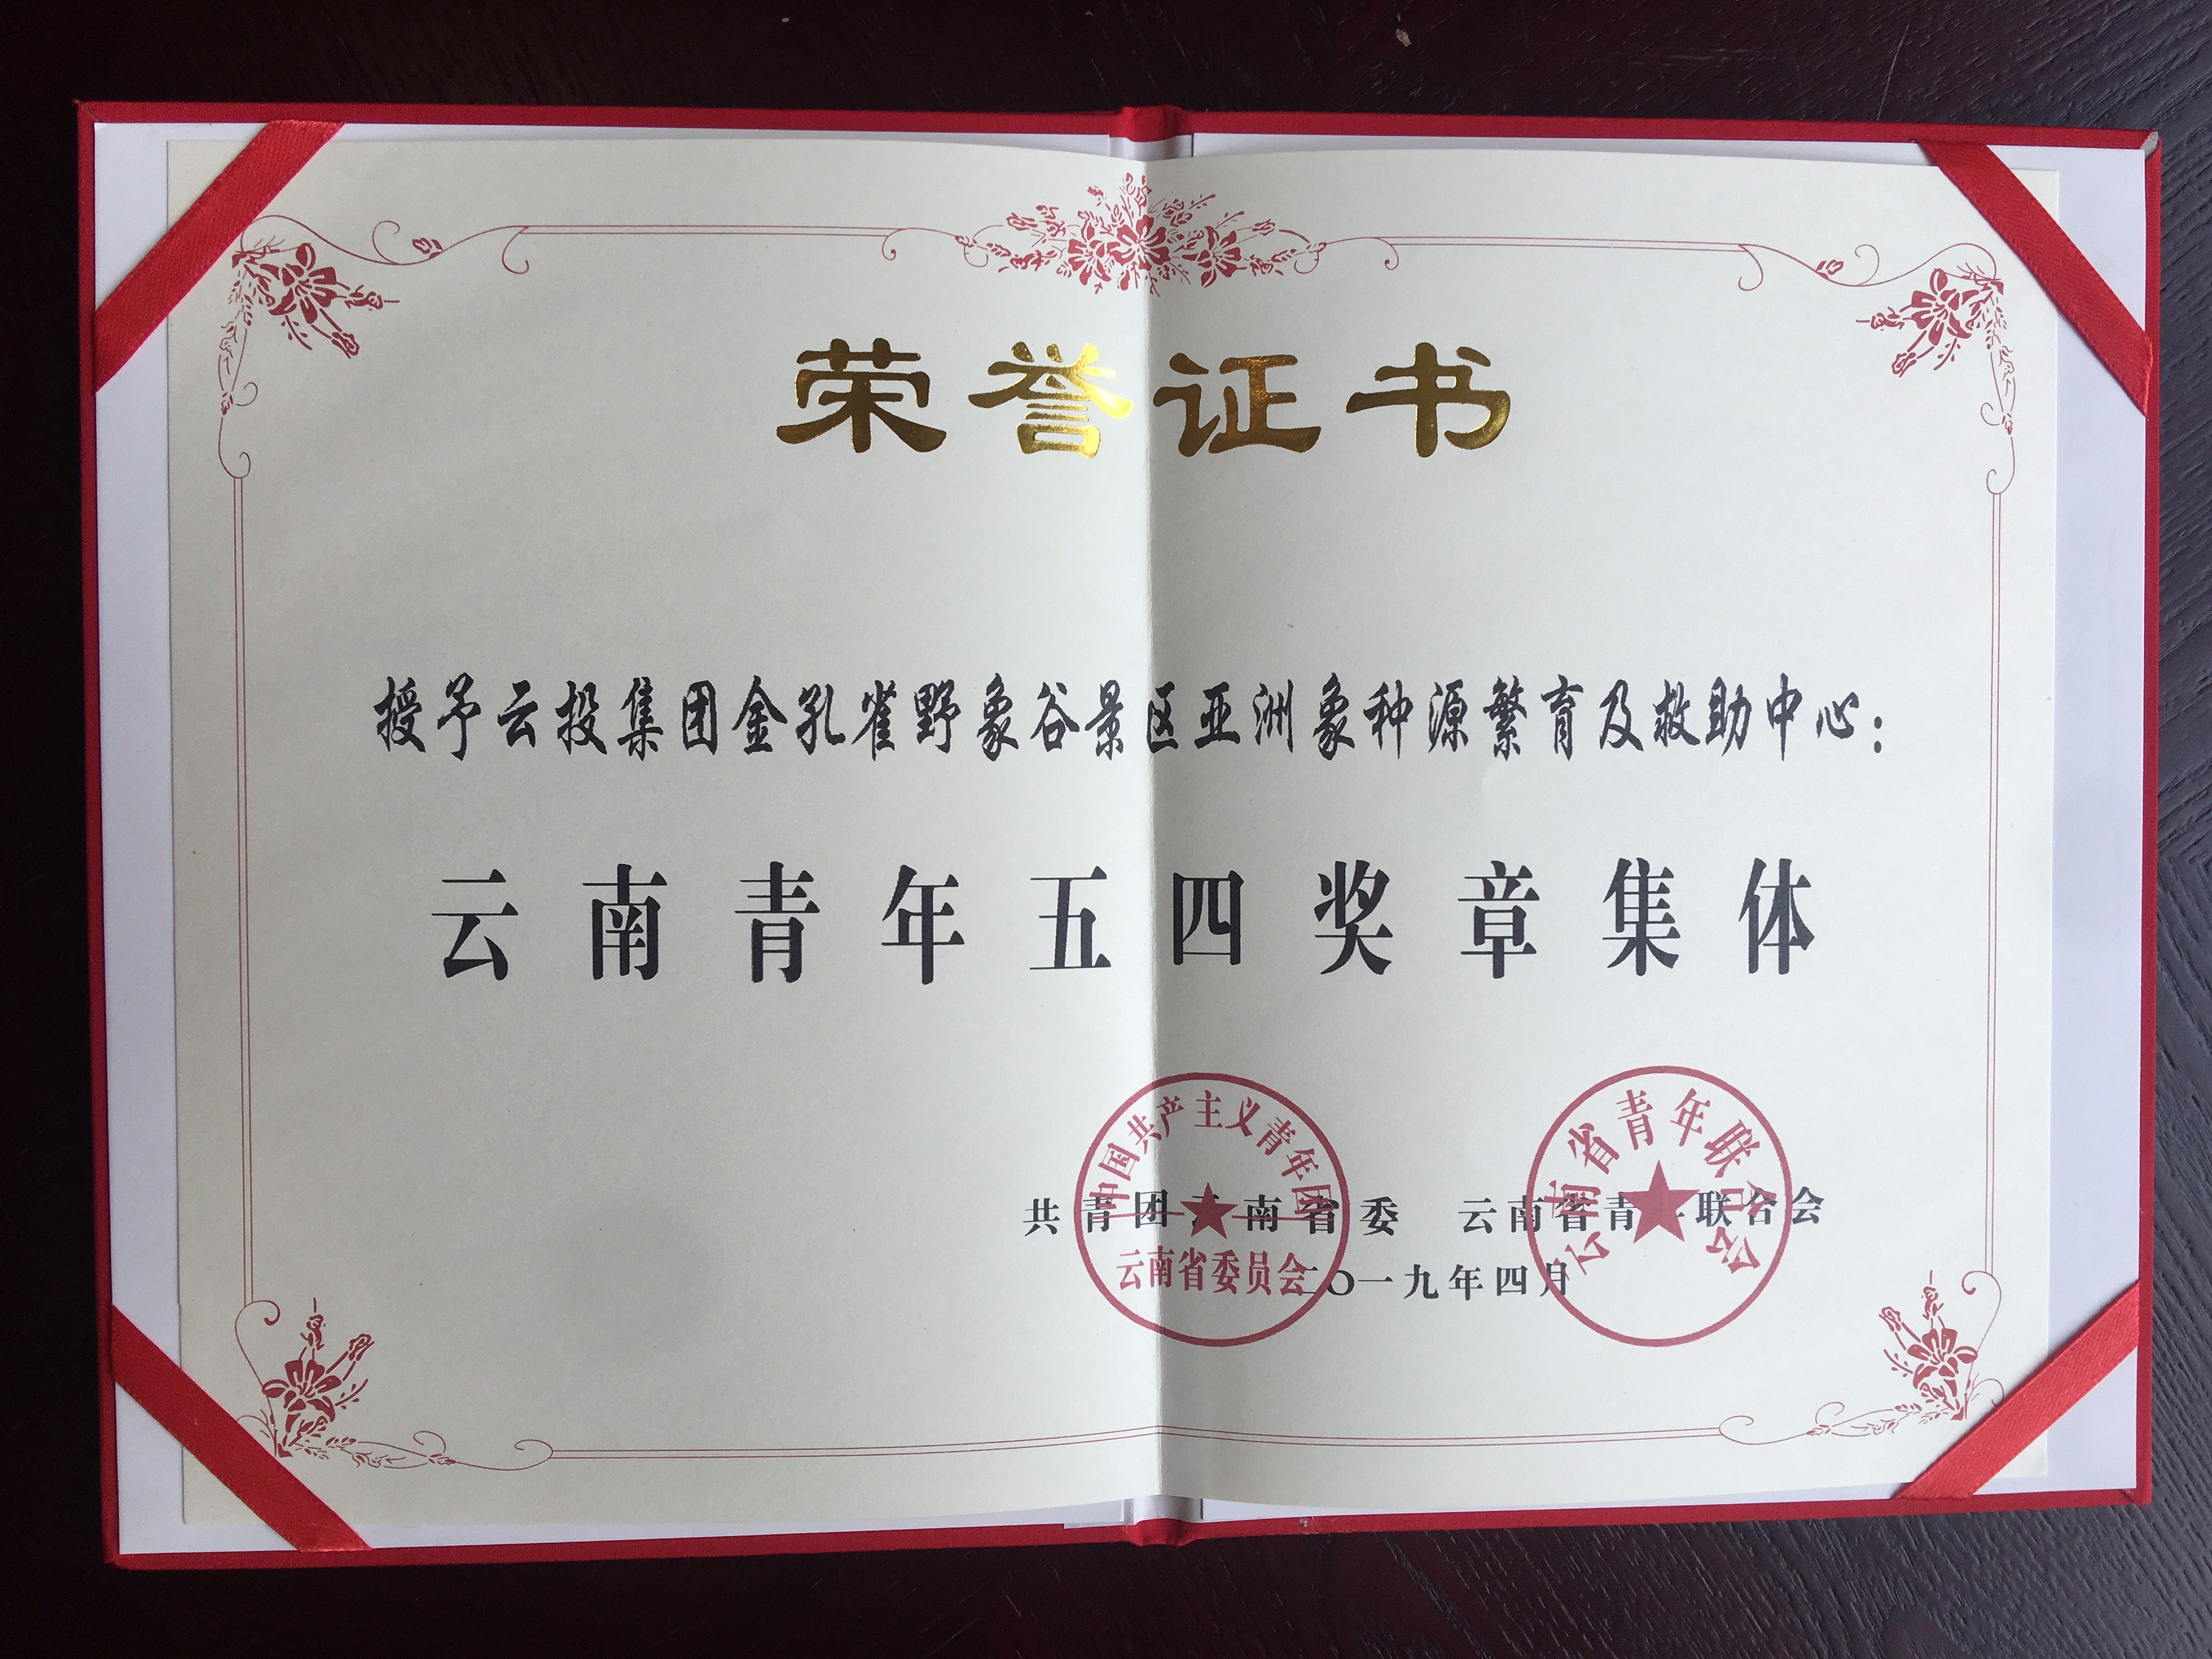 荣誉证书
授予云投集团金孔雀野象谷景区亚洲象种源繁育及救助中心：
云南青年五四奖章集体
中国共产主义青年团
云南省委员会
云南省青年联合会
共青团云南省委 云南省青年联合会
二〇一九年四月